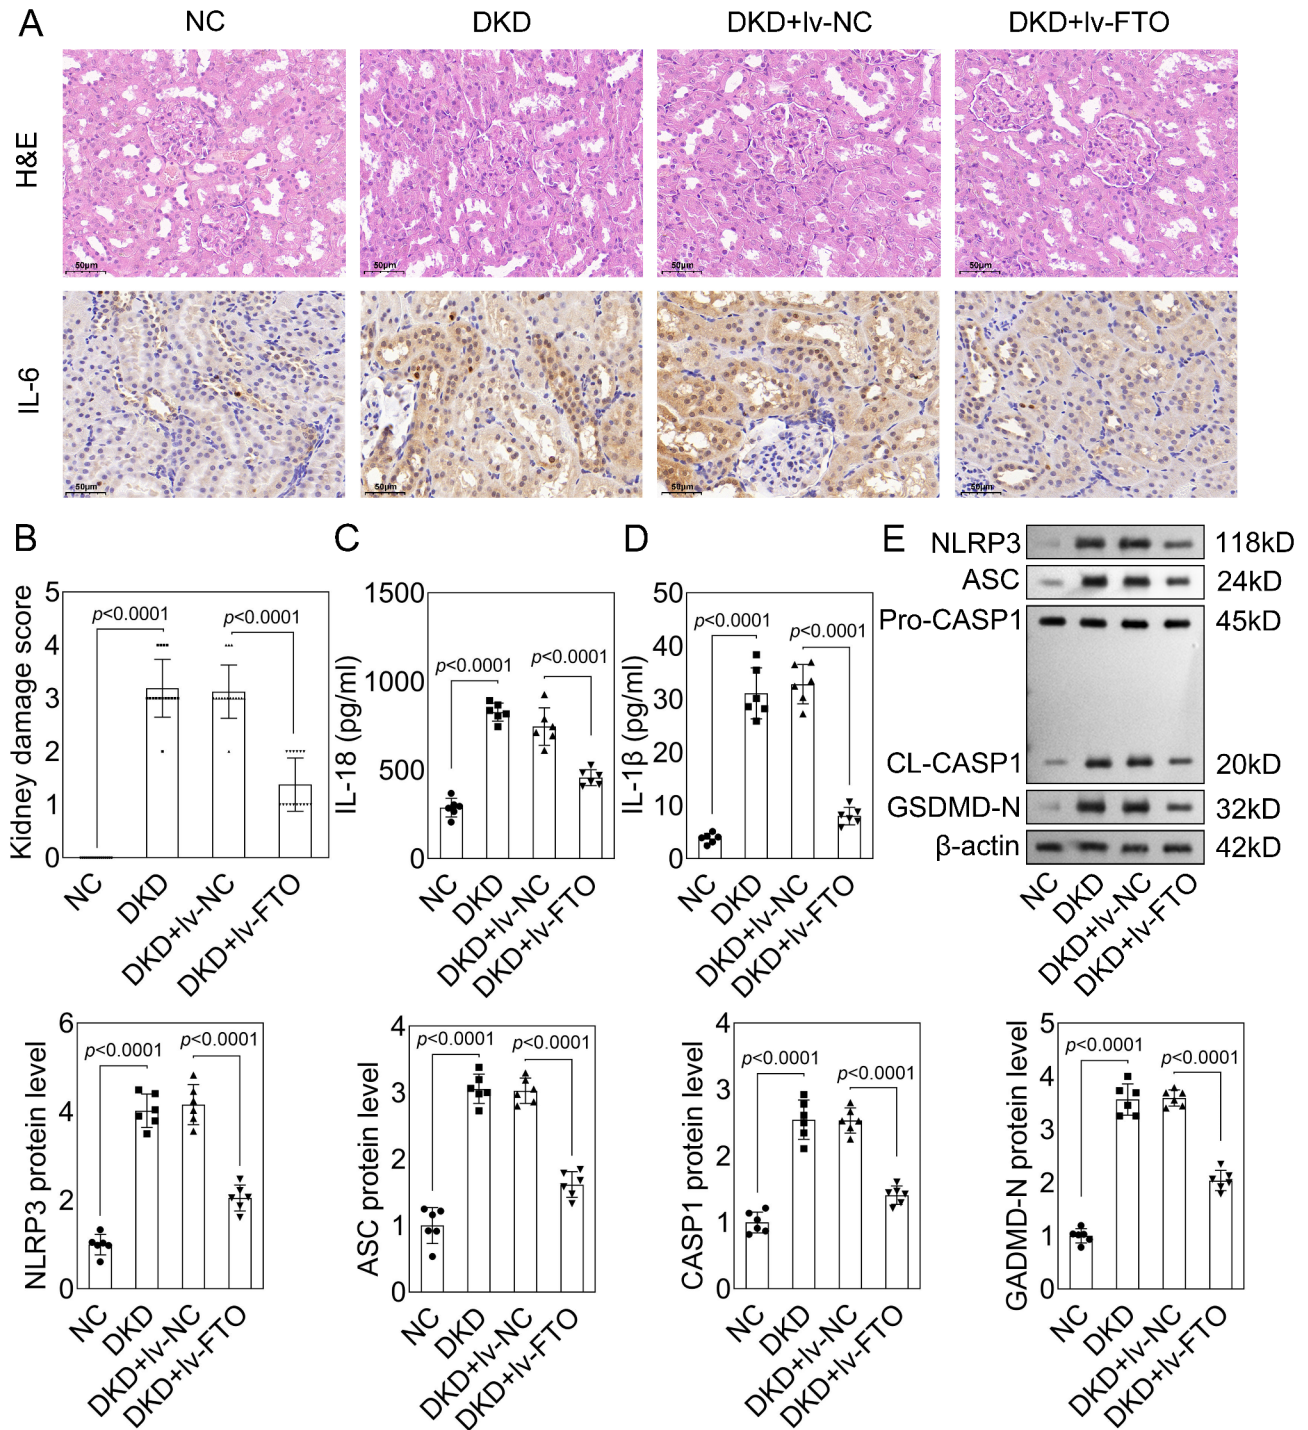 A
NC
DKD
DKD+lv-NC
DKD+lv-FTO
H&E
50μm
50μm
50μm
50μm
IL-6
50μm
50μm
50μm
50μm
B
Kidney damage score
5
4
3
2
1
0
p<0.0001
p<0.0001
NC
DKD
DKD+lv-NC
DKD+lv-FTO
C
IL-18 (pg/ml)
1500
1000
500
0
p<0.0001
p<0.0001
NC
DKD
DKD+lv-NC
DKD+lv-FTO
D
IL-1β (pg/ml)
50
40
30
20
10
0
p<0.0001
p<0.0001
NC
DKD
DKD+lv-NC
DKD+lv-FTO
E
NLRP3 118kD
ASC 24kD
Pro-CASP1 45kD
CL-CASP1 20kD
GSDMD-N 32kD
β-actin 42kD
NC
DKD
DKD+lv-NC
DKD+lv-FTO
NLRP3 protein level
6
4
2
0
p<0.0001
p<0.0001
NC
DKD
DKD+lv-NC
DKD+lv-FTO
ASC protein level
4
3
2
1
0
p<0.0001
p<0.0001
NC
DKD
DKD+lv-NC
DKD+lv-FTO
CASP1 protein level
4
3
2
1
0
p<0.0001
p<0.0001
NC
DKD
DKD+lv-NC
DKD+lv-FTO
GADMD-N protein level
5
4
3
2
1
0
p<0.0001
p<0.0001
NC
DKD
DKD+lv-NC
DKD+lv-FTO